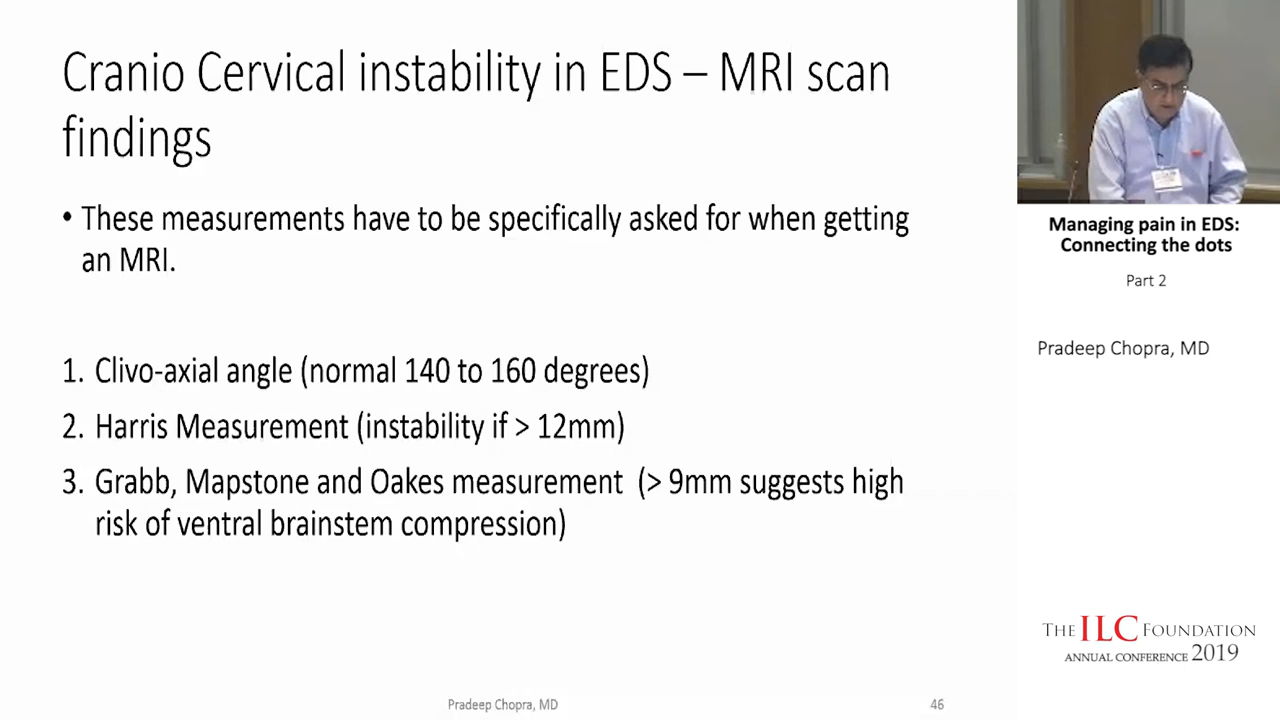 Cranio Cervical instability in EDS – MRI scan
findings
• These measurements have to be specifically asked for when getting
an MRI.
1. Clivo-axial angle (normal 140 to 160 degrees)
2. Harris Measurement (instability if > 12mm)
3. Grabb, Mapstone and Oakes measurement (> 9mm suggests high
risk of ventral brainstem compression)
Pradeep Chopra, MD
46
Managing pain in EDS:
Connecting the dots
Part 2
Pradeep Chopra, MD
THE ILC FOUNDATION
ANNUAL CONFERENCE 2019